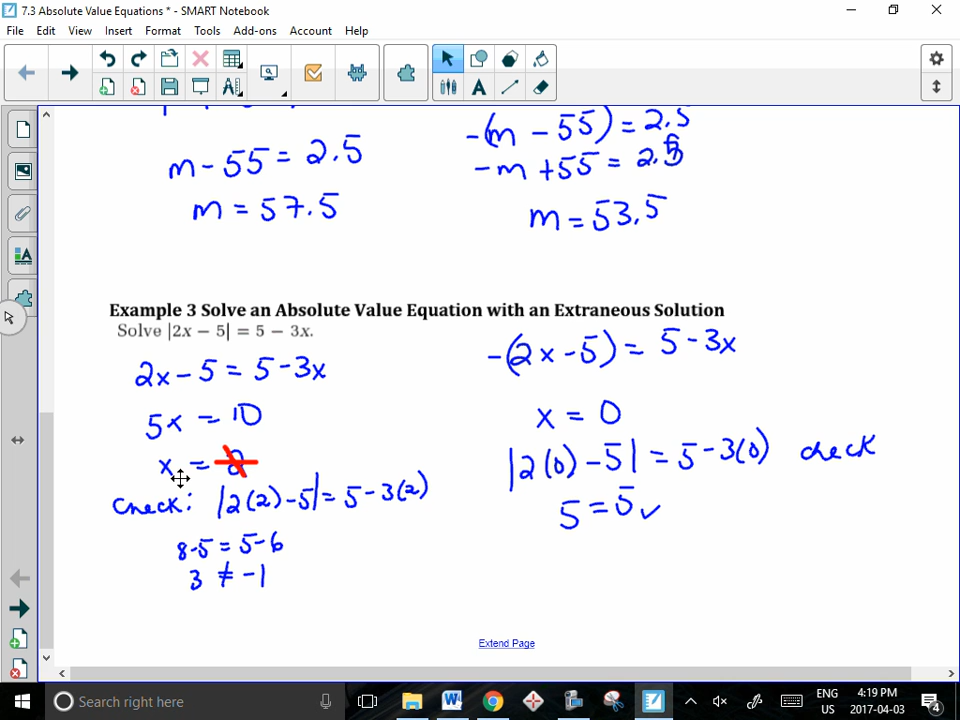 7.3 Absolute Value Equations * - SMART Notebook
File Edit View Insert Format Tools Add-ons Account Help
m - 55 = 2.5
m = 57.5
-(m - 55) = 2.5
-m + 55 = 2.5
m = 53.5
Example 3 Solve an Absolute Value Equation with an Extraneous Solution
Solve |2x − 5| = 5 − 3x.
2x - 5 = 5 - 3x
5x = 10
x = 2
check: |2(2) - 5| = 5 - 3(2)
8-5 = 5-6
3 ≠ -1
-(2x - 5) = 5 - 3x
x = 0
|2(0) - 5| = 5 - 3(0) check
5 = 5 ✓
Extend Page
Search right here
ENG
US
4:19 PM
2017-04-03
4